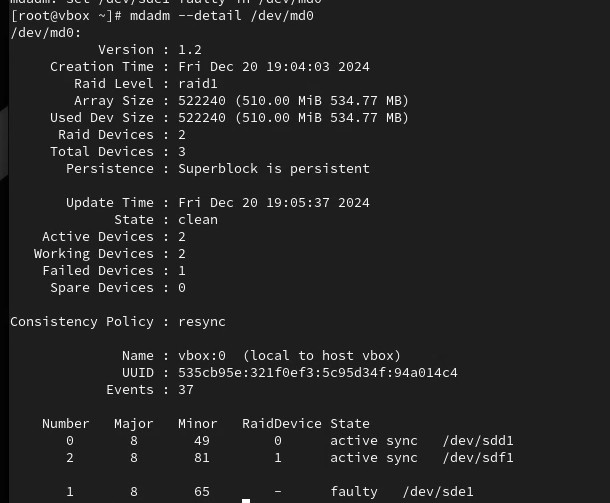 mdadm: set /dev/sde1 faulty in /dev/md0
[root@vbox ~]# mdadm --detail /dev/md0
/dev/md0:
Version : 1.2
Creation Time : Fri Dec 20 19:04:03 2024
Raid Level : raid1
Array Size : 522240 (510.00 MiB 534.77 MB)
Used Dev Size : 522240 (510.00 MiB 534.77 MB)
Raid Devices : 2
Total Devices : 3
Persistence : Superblock is persistent
Update Time : Fri Dec 20 19:05:37 2024
State : clean
Active Devices : 2
Working Devices : 2
Failed Devices : 1
Spare Devices : 0
Consistency Policy : resync
Name : vbox:0 (local to host vbox)
UUID : 535cb95e:321f0ef3:5c95d34f:94a014c4
Events : 37
Number Major Minor RaidDevice State
0 8 49 0 active sync /dev/sdd1
2 8 81 1 active sync /dev/sdf1
1 8 65 - faulty /dev/sde1